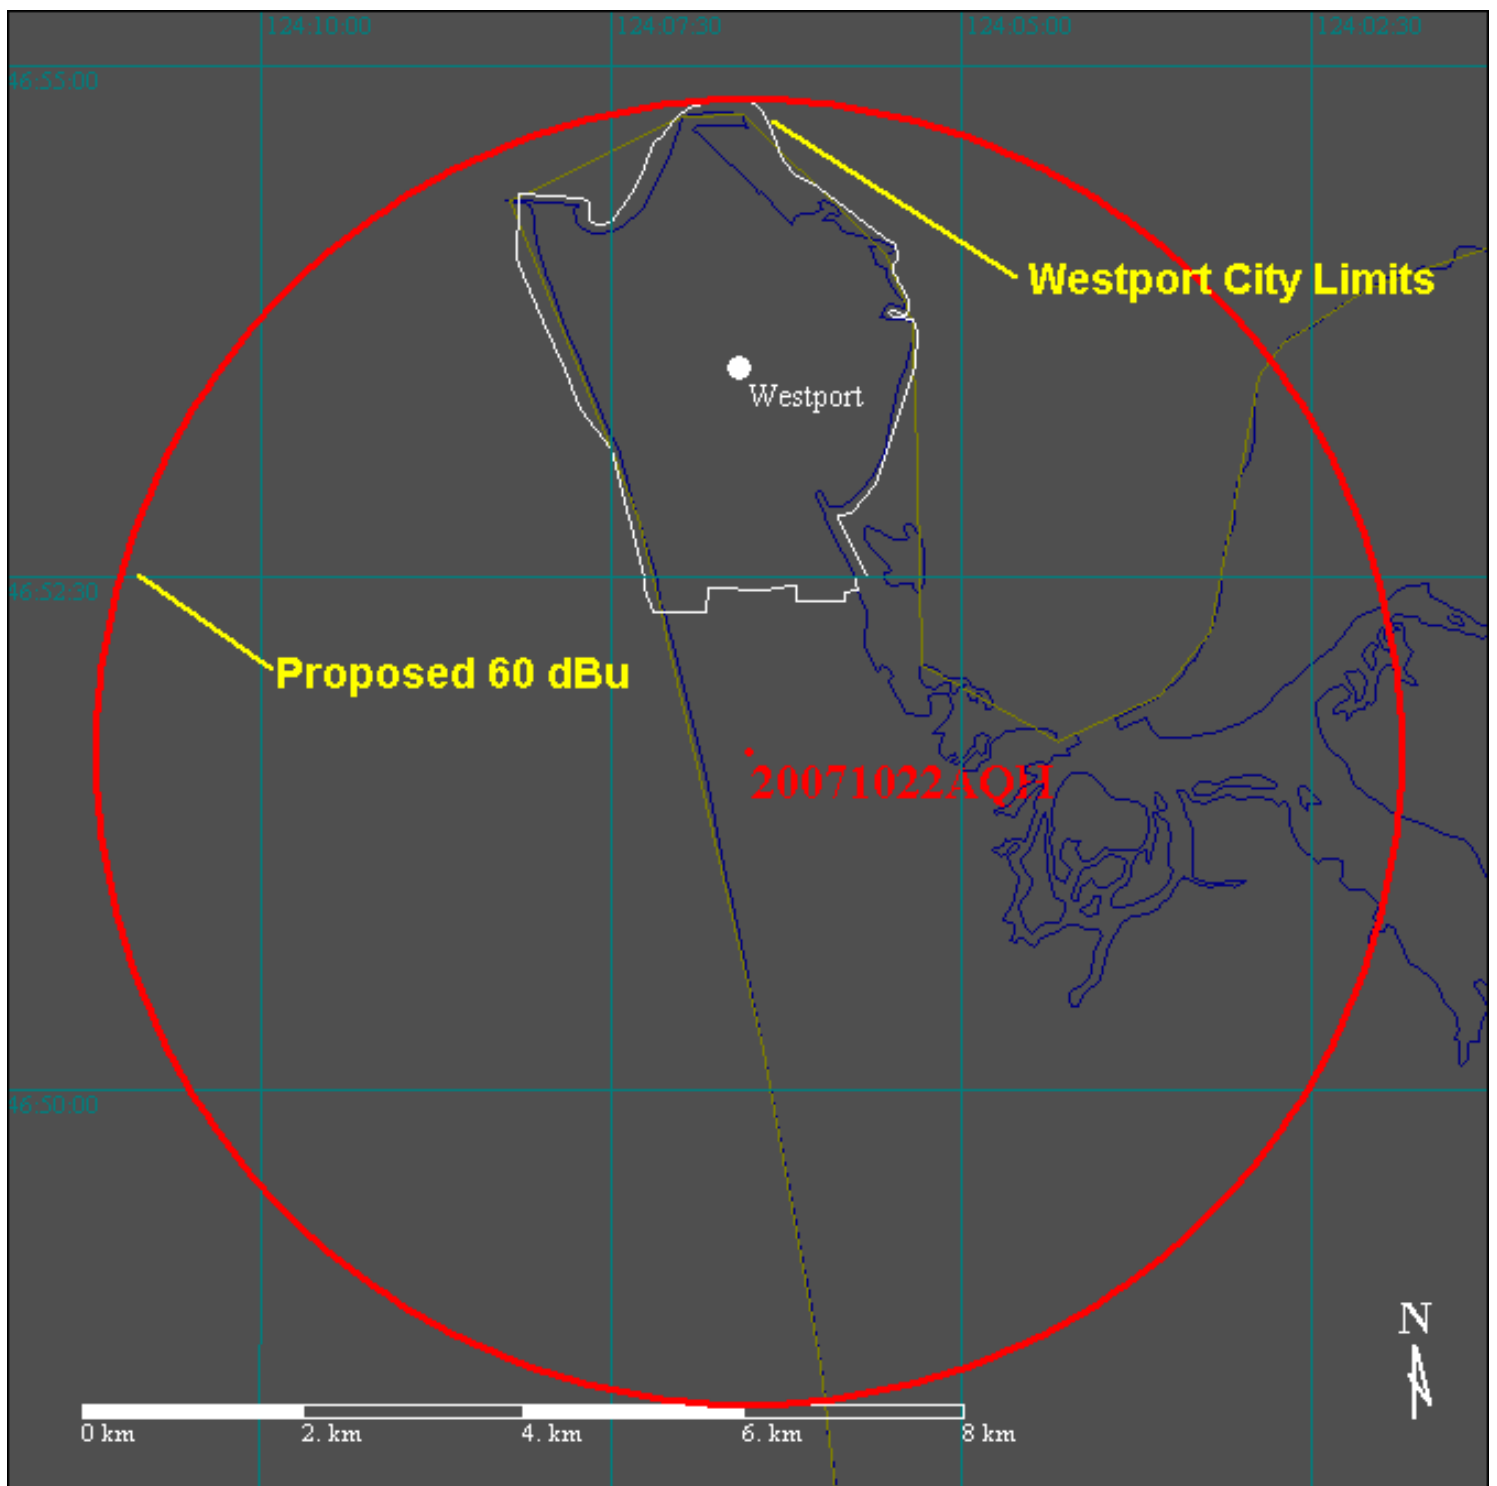 124:10:00 124:07:30 124:05:00 124:02:30
46:55:00
Westport City Limits
Westport
46:52:30
Proposed 60 dBu
20071022AQH
46:50:00
N
0 km 2. km 4. km 6. km 8 km